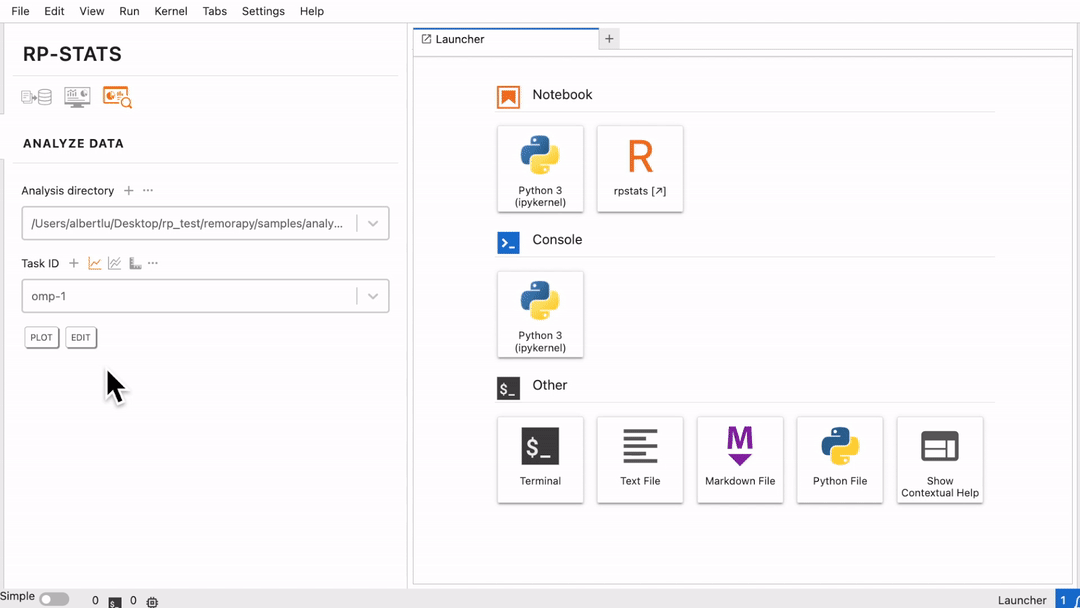 File Edit View Run Kernel Tabs Settings Help
RP-STATS
ANALYZE DATA
Analysis directory
/Users/albertlu/Desktop/rp_test/remorapy/samples/analy...
Task ID
omp-1
PLOT EDIT
Launcher
Notebook
Python 3
(ipykernel)
rpstats [↗]
Console
Python 3
(ipykernel)
$_ Other
$_
Terminal
Text File
M
Markdown File
Python File
Show
Contextual Help
Simple 0 $_ 0 Launcher 1